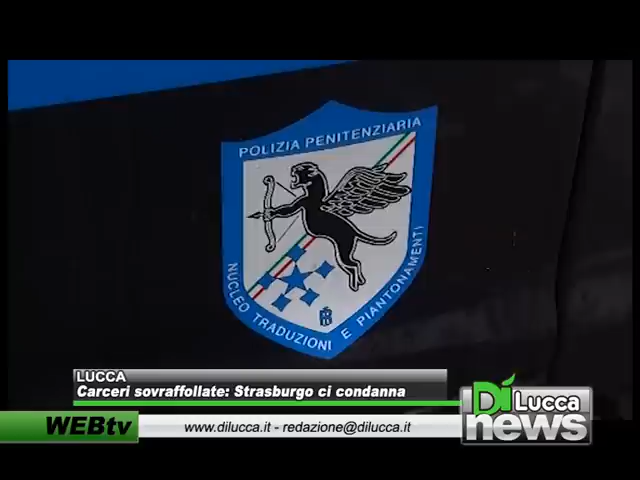 POLIZIA PENITENZIARIA
NUCLEO TRADUZIONI E PIANTONAMENTI
LUCCA
Carceri sovraffollate: Strasburgo ci condanna
Di Lucca
news
WEBtv
www.dilucca.it - redazione@dilucca.it